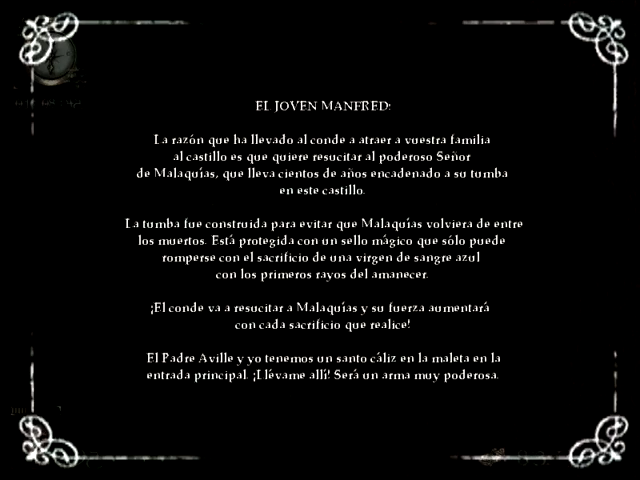 EL JOVEN MANFRED:
La razón que ha llevado al conde a atraer a vuestra familia
al castillo es que quiere resucitar al poderoso Señor
de Malaquías, que lleva cientos de años encadenado a su tumba
en este castillo.
La tumba fue construida para evitar que Malaquías volviera de entre
los muertos. Está protegida con un sello mágico que sólo puede
romperse con el sacrificio de una virgen de sangre azul
con los primeros rayos del amanecer.
¡El conde va a resucitar a Malaquías y su fuerza aumentará
con cada sacrificio que realice!
El Padre Aville y yo tenemos un santo cáliz en la maleta en la
entrada principal. ¡Llévame allí! Será un arma muy poderosa.